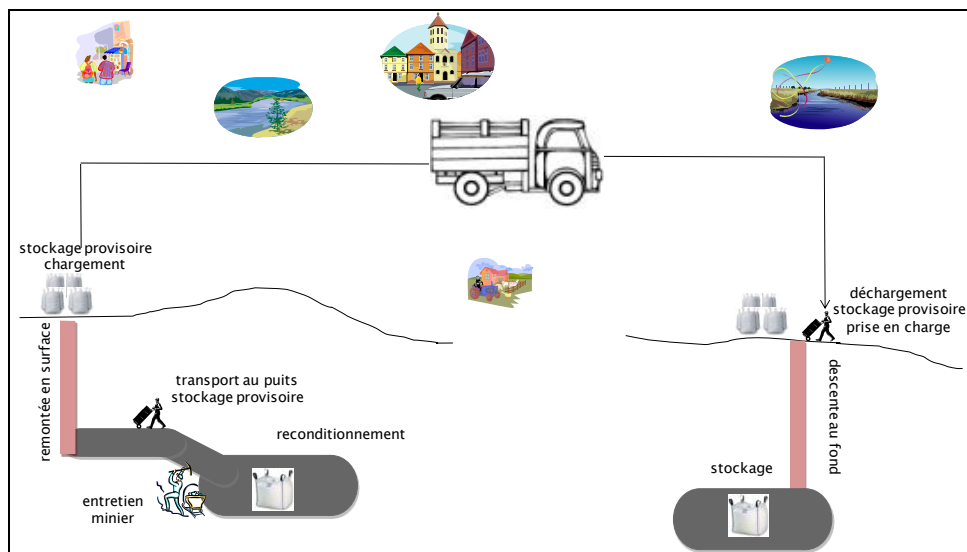 stockage provisoire
chargement
remontée en surface
transport au puits
stockage provisoire
reconditionnement
entretien
minier
déchargement
stockage provisoire
prise en charge
descente au fond
stockage